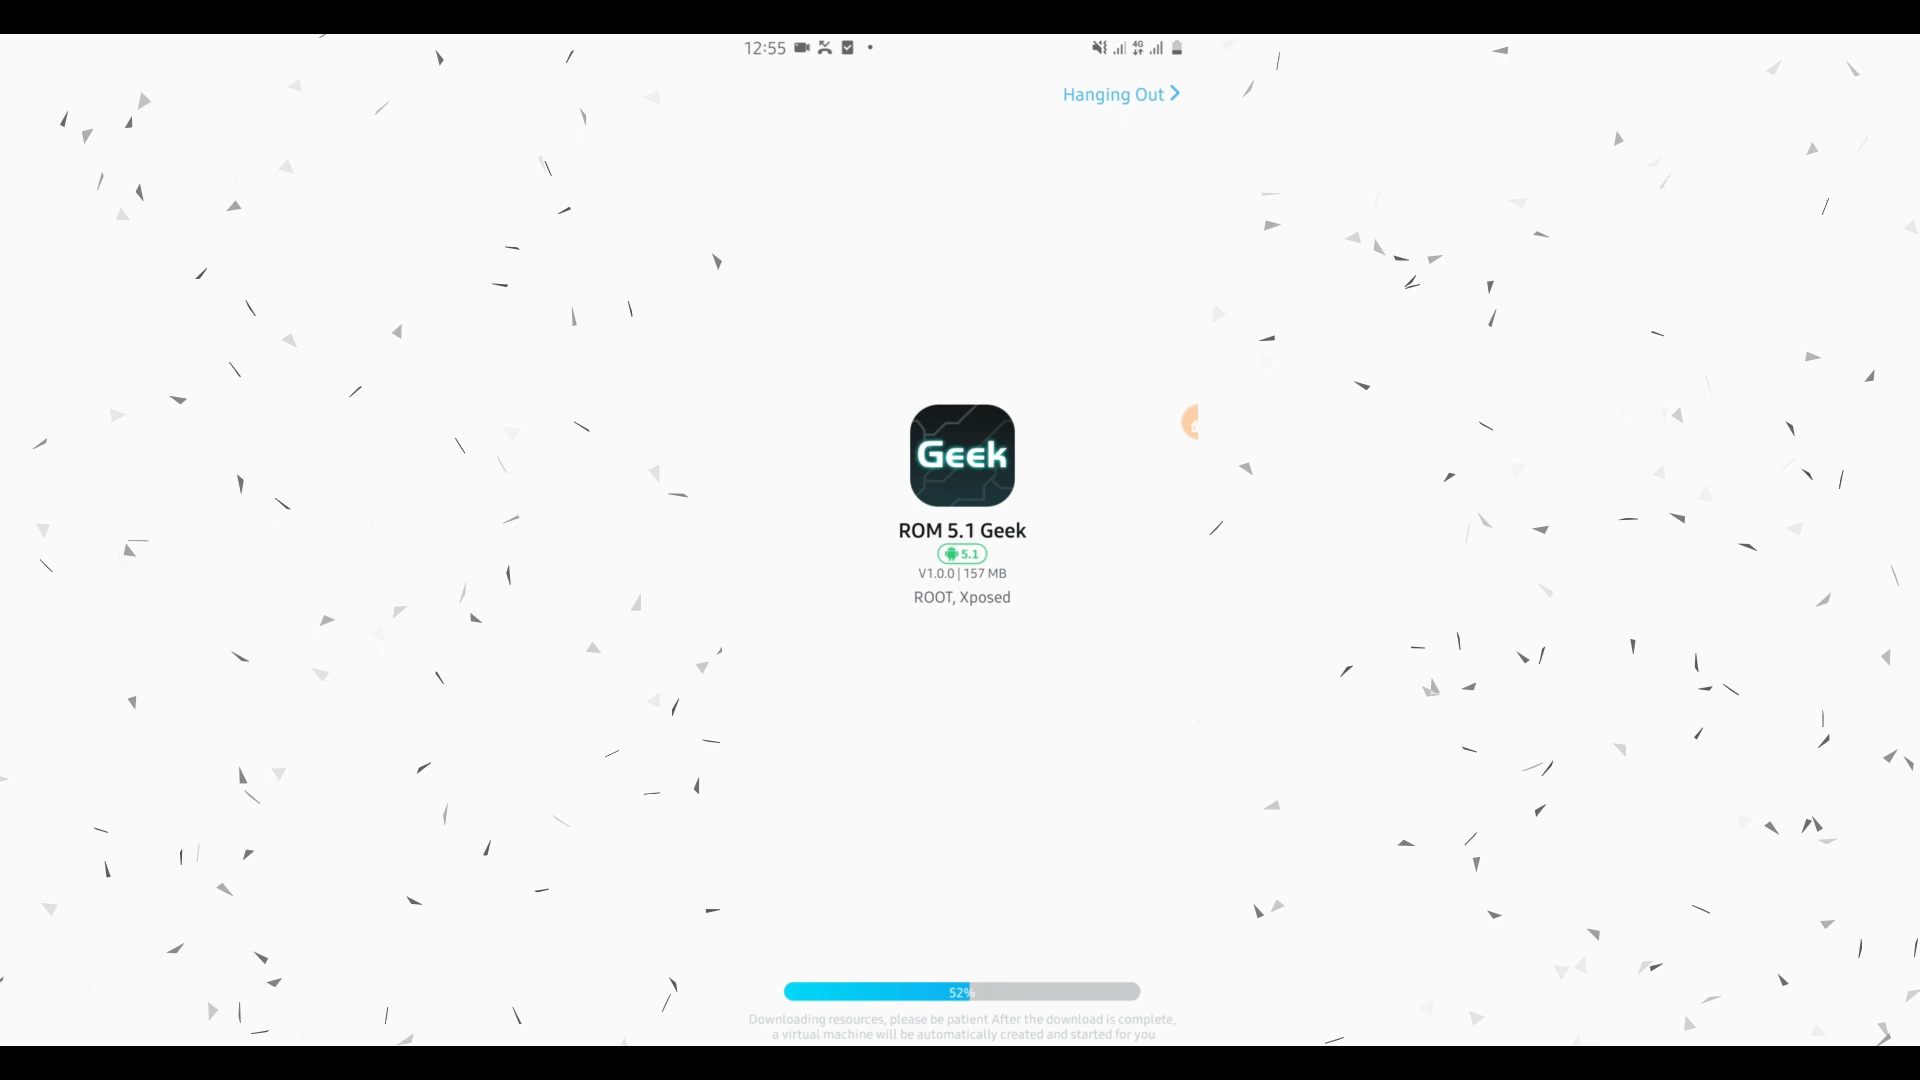 12:55
4G
Hanging Out
Geek
ROM 5.1 Geek
5.1
V1.0.0 | 157 MB
ROOT, Xposed
52%
Downloading resources, please be patient After the download is complete,
a virtual machine will be automatically created and started for you